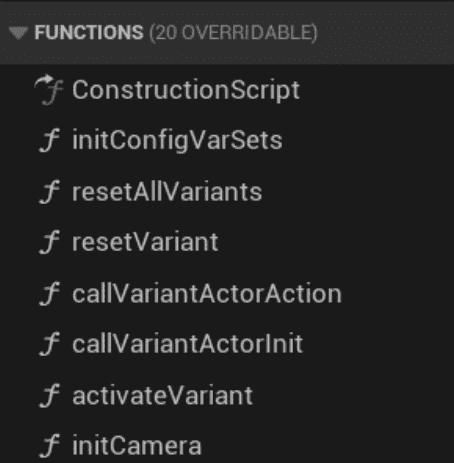 FUNCTIONS (20 OVERRIDABLE)
ConstructionScript
initConfigVarSets
resetAllVariants
resetVariant
callVariantActorAction
callVariantActorInit
activateVariant
initCamera